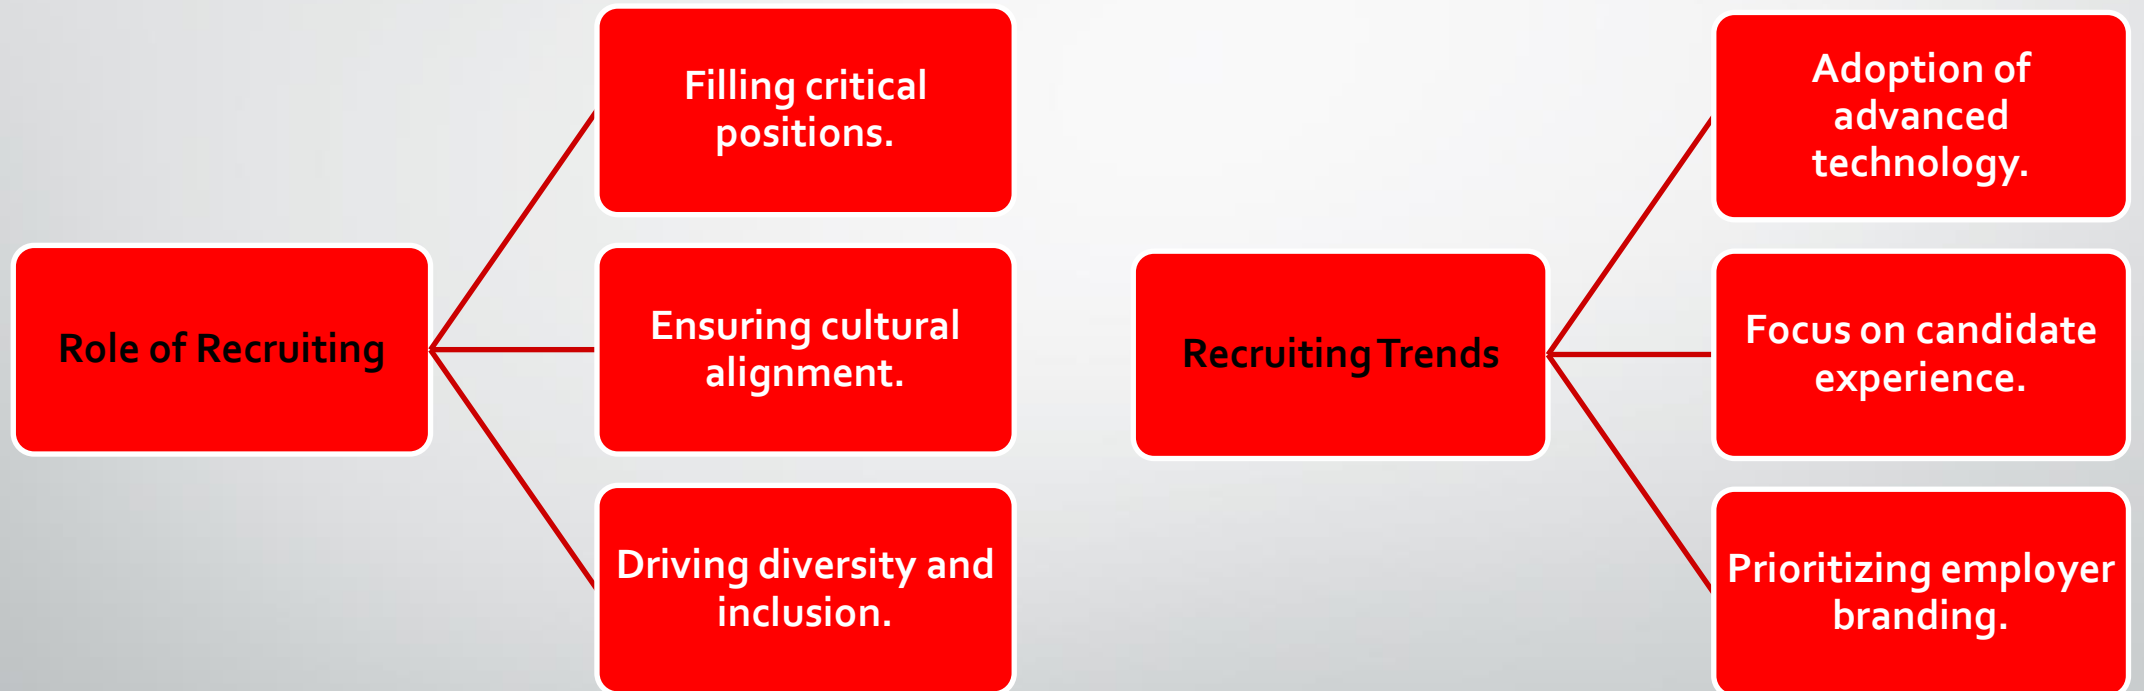 Role of Recruiting
Filling critical
positions.
Ensuring cultural
alignment.
Driving diversity and
inclusion.
Recruiting Trends
Adoption of
advanced
technology.
Focus on candidate
experience.
Prioritizing employer
branding.